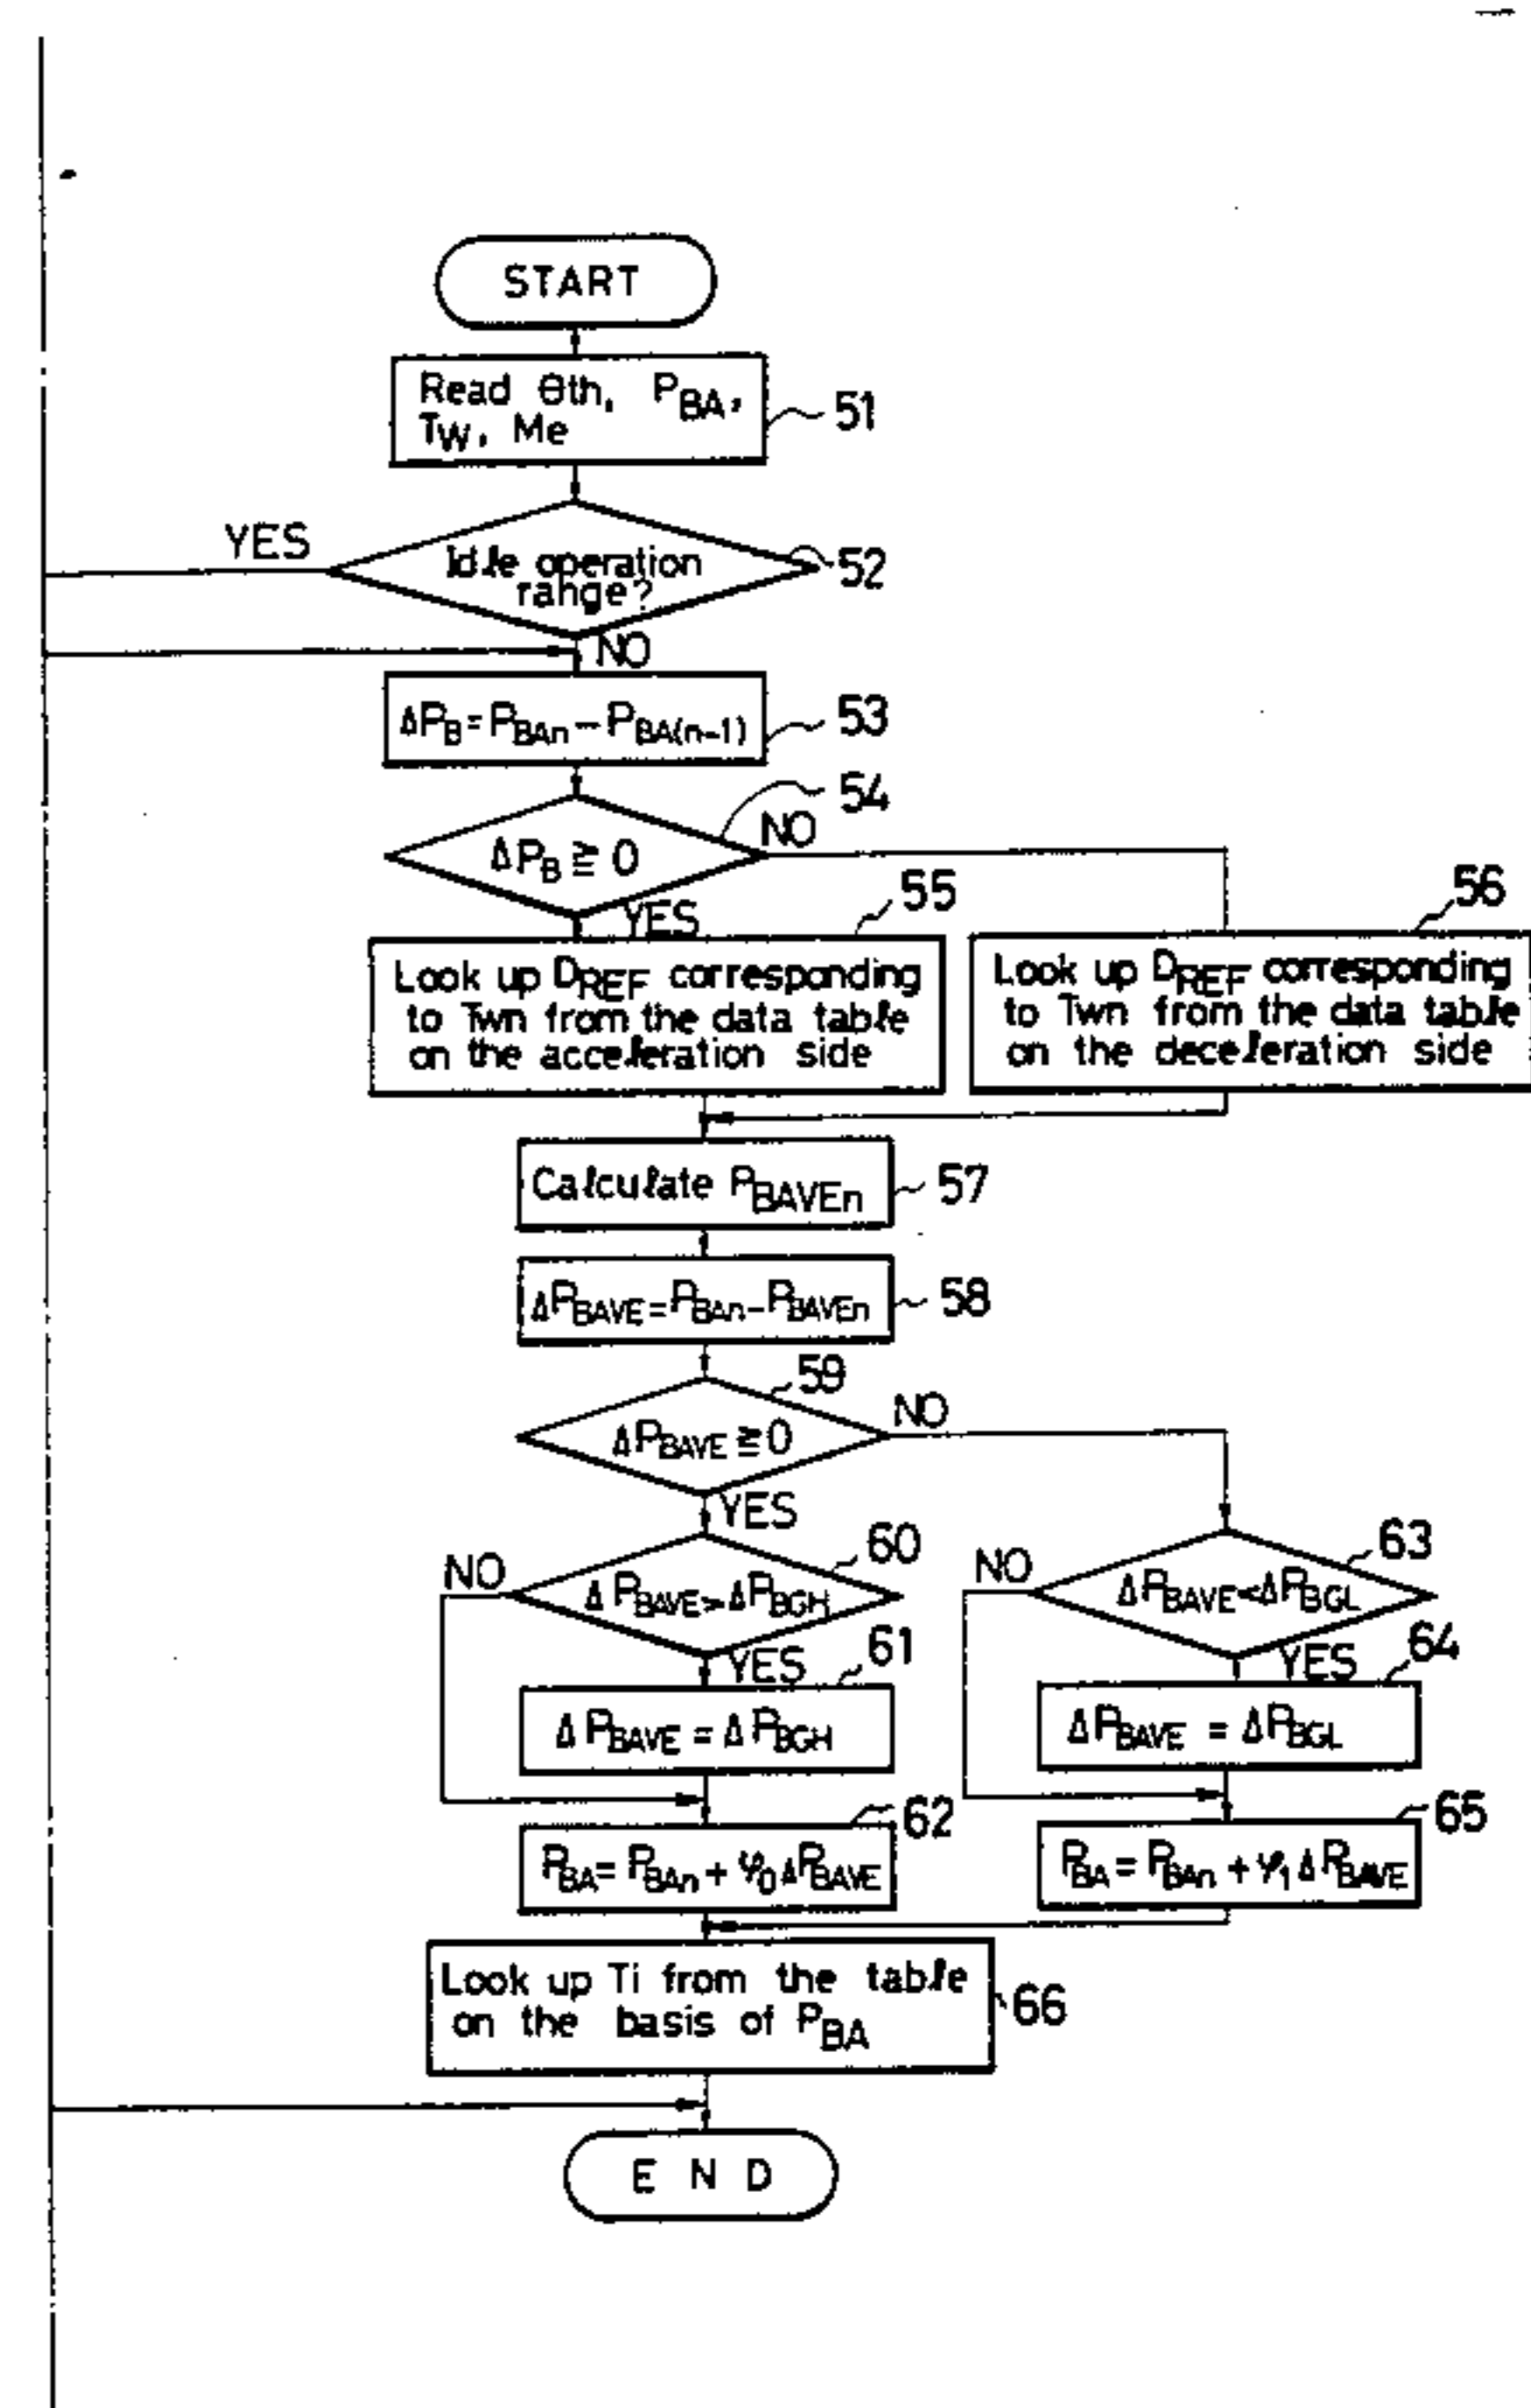 START
Read θth, PBA,
Tw, Me
51
YES
Idle operation
range?
52
NO
ΔPB = PBAn − PBA(n−1)
53
54
ΔPB ≧ 0
NO
YES
55
56
Look up DREF corresponding
to Twn from the data table
on the acceleration side
Look up DREF corresponding
to Twn from the data table
on the deceleration side
Calculate PBAVEn
57
ΔPBAVE = PBAn − PBAVEn
58
59
ΔPBAVE ≧ 0
NO
YES
60
NO
ΔPBAVE > ΔPBGH
63
NO
ΔPBAVE < ΔPBGL
YES
61
YES
64
ΔPBAVE = ΔPBGH
ΔPBAVE = ΔPBGL
62
65
PBA = PBAn + φ0 ΔPBAVE
PBA = PBAn + φ1 ΔPBAVE
Look up Ti from the table
on the basis of PBA
66
END